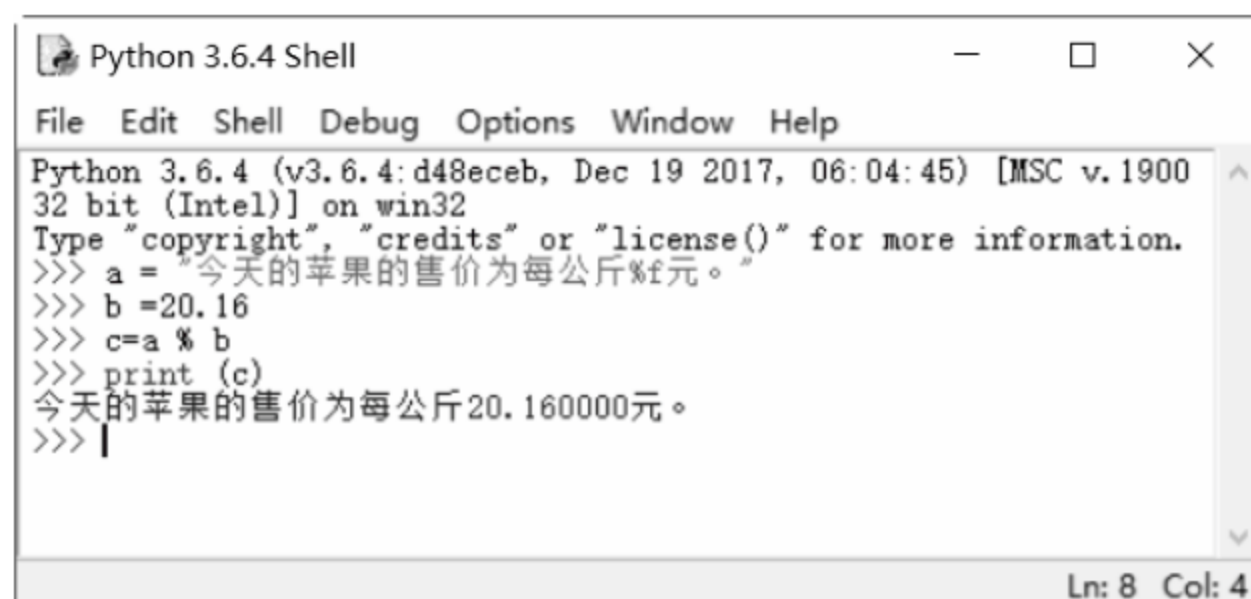 Python 3.6.4 Shell
File Edit Shell Debug Options Window Help
Python 3.6.4 (v3.6.4:d48eceb, Dec 19 2017, 06:04:45) [MSC v.1900
32 bit (Intel)] on win32
Type "copyright", "credits" or "license()" for more information.
>>> a = "今天的苹果的售价为每公斤%f元。"
>>> b =20.16
>>> c=a % b
>>> print (c)
今天的苹果的售价为每公斤20.160000元。
>>>
Ln: 8 Col: 4